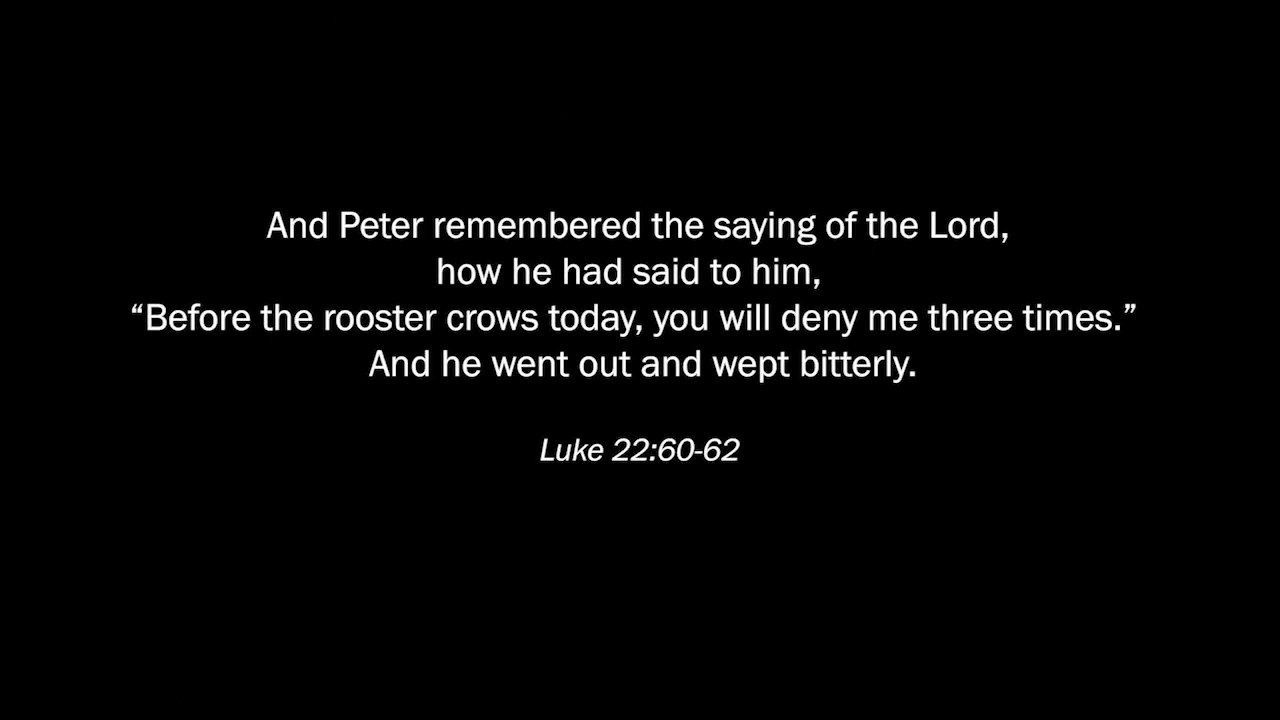 And Peter remembered the saying of the Lord,
how he had said to him,
“Before the rooster crows today, you will deny me three times.”
And he went out and wept bitterly.
Luke 22:60-62